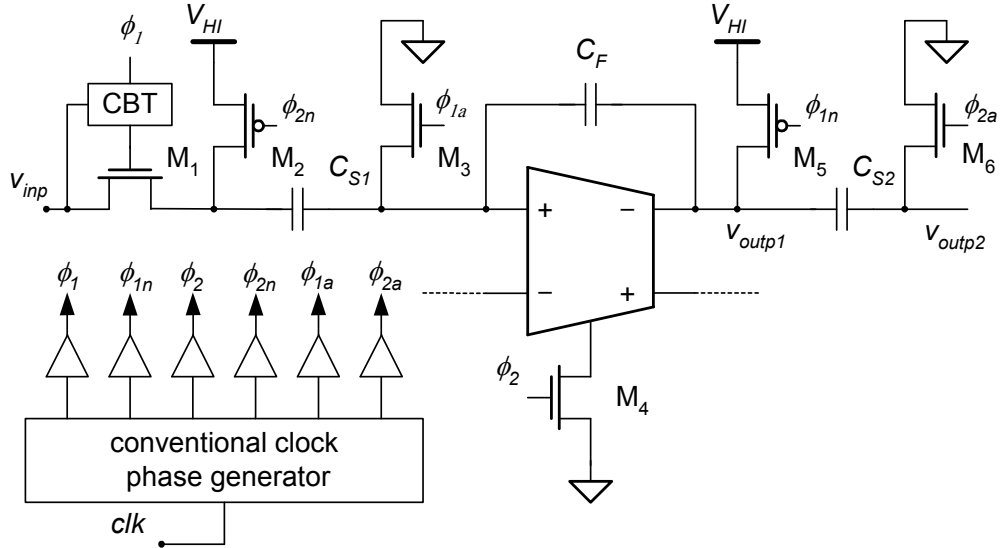 ϕ1
VHI
CBT
ϕ2n
M1
M2
vinp
CS1
ϕ1a
M3
CF
VHI
ϕ1n
M5
CS2
ϕ2a
M6
+
−
voutp1
voutp2
−
+
ϕ1 ϕ1n ϕ2 ϕ2n ϕ1a ϕ2a
ϕ2
M4
conventional clock
phase generator
clk